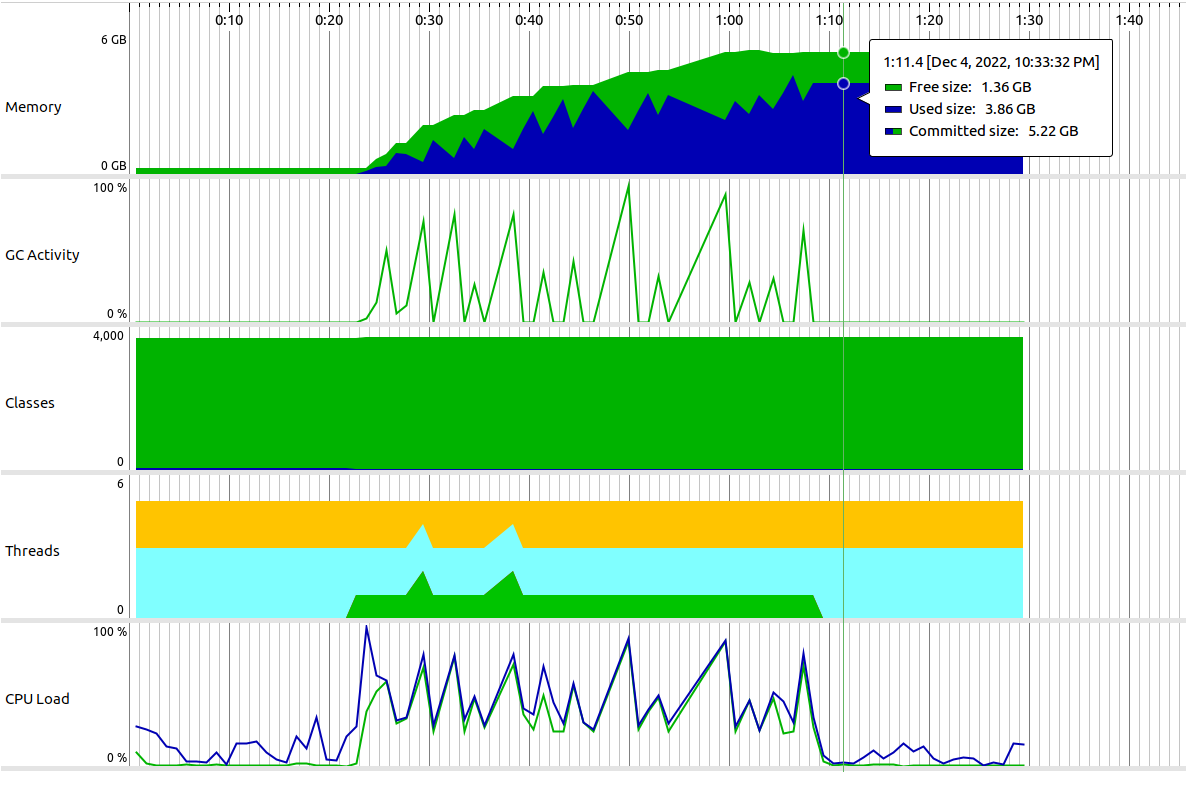 0:10 0:20 0:30 0:40 0:50 1:00 1:10 1:20 1:30 1:40
6 GB
Memory
0 GB
1:11.4 [Dec 4, 2022, 10:33:32 PM]
Free size: 1.36 GB
Used size: 3.86 GB
Committed size: 5.22 GB
100 %
GC Activity
0 %
4,000
Classes
0
6
Threads
0
100 %
CPU Load
0 %